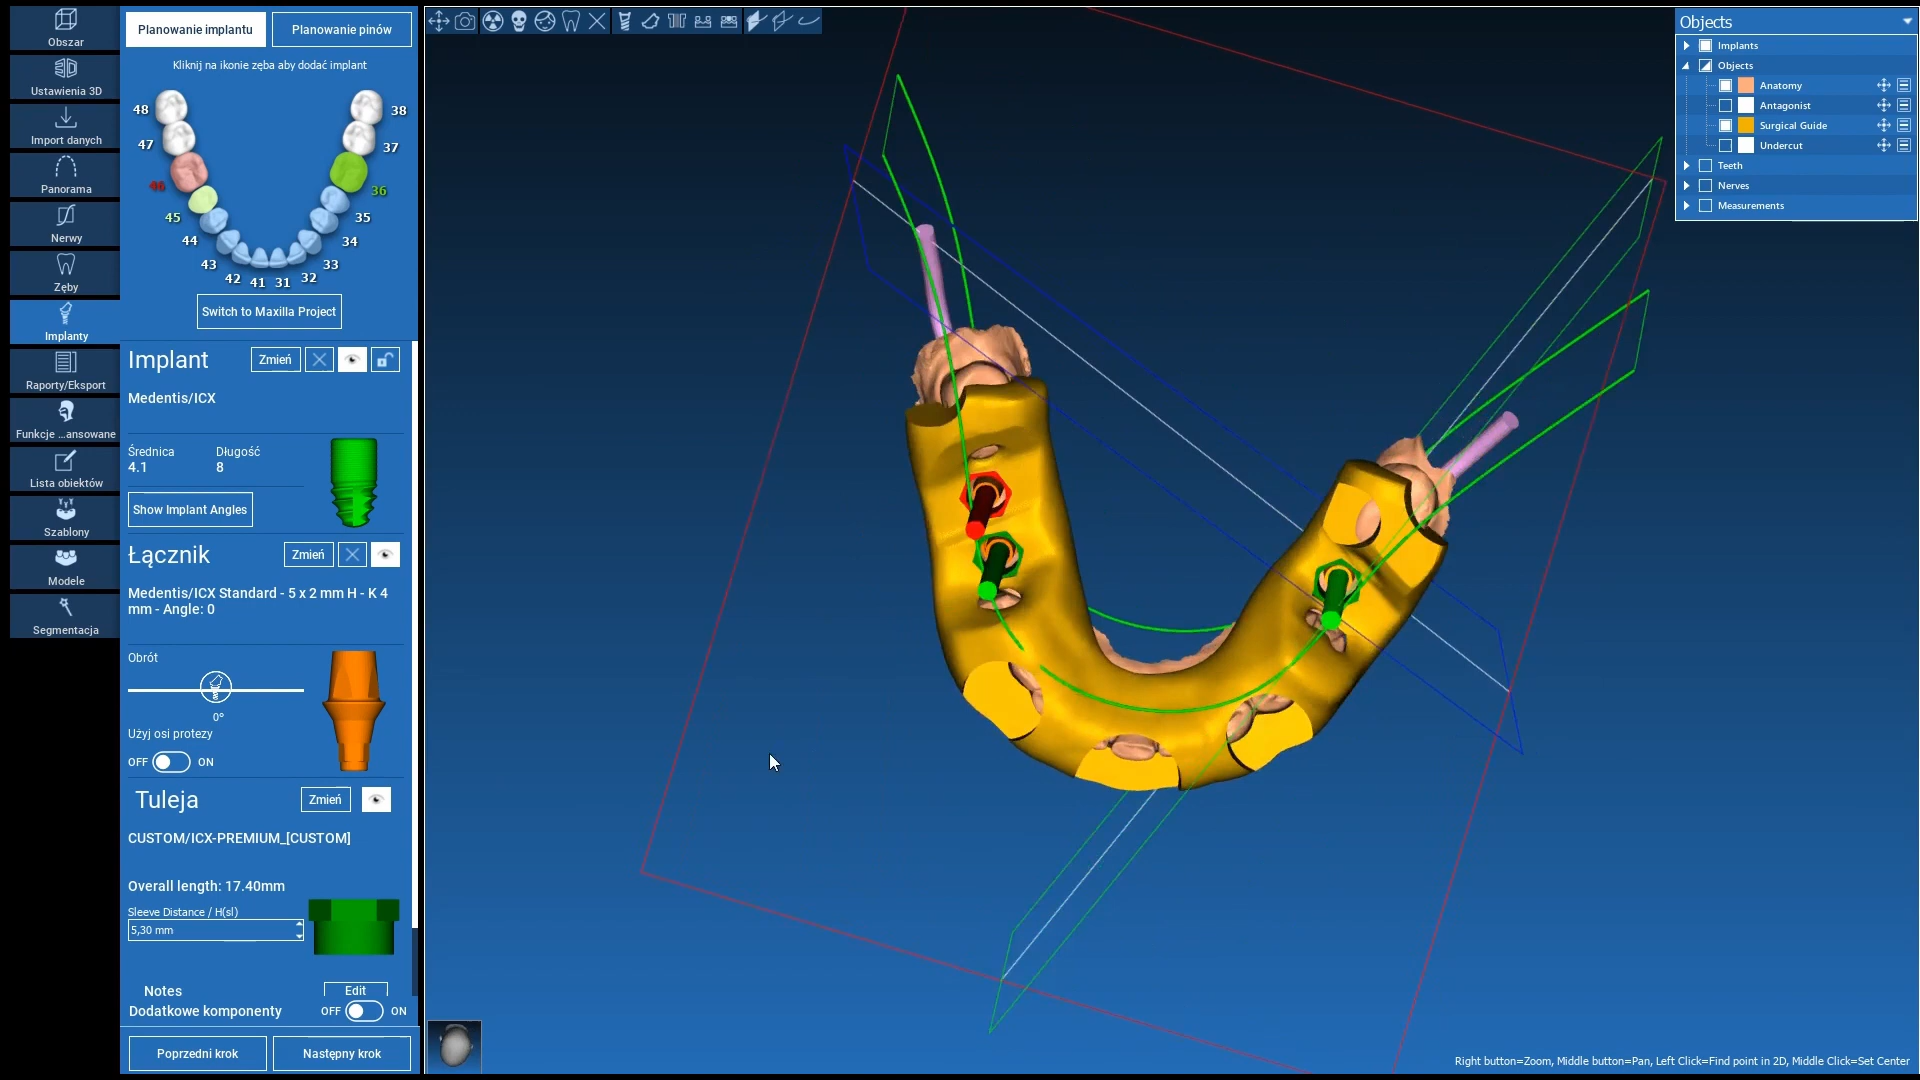 Obszar
Ustawienia 3D
Import danych
Panorama
Nerwy
Zęby
Implanty
Raporty/Eksport
Funkcje ...ansowane
Lista obiektów
Szablony
Modele
Segmentacja
Planowanie implantu
Planowanie pinów
Kliknij na ikonie zęba aby dodać implant
48
38
47
37
46
36
45
35
44
34
43
33
42
41
31
32
Switch to Maxilla Project
Implant
Zmień
Medentis/ICX
Średnica
Długość
4.1
8
Show Implant Angles
Łącznik
Zmień
Medentis/ICX Standard - 5 x 2 mm H - K 4
mm - Angle: 0
Obrót
0°
Użyj osi protezy
OFF
ON
Tuleja
Zmień
CUSTOM/ICX-PREMIUM_[CUSTOM]
Overall length: 17.40mm
Sleeve Distance / H(sl)
5,30 mm
Notes
Edit
Dodatkowe komponenty
OFF
ON
Poprzedni krok
Następny krok
Objects
Implants
Objects
Anatomy
Antagonist
Surgical Guide
Undercut
Teeth
Nerves
Measurements
Right button=Zoom, Middle button=Pan, Left Click=Find point in 2D, Middle Click=Set Center